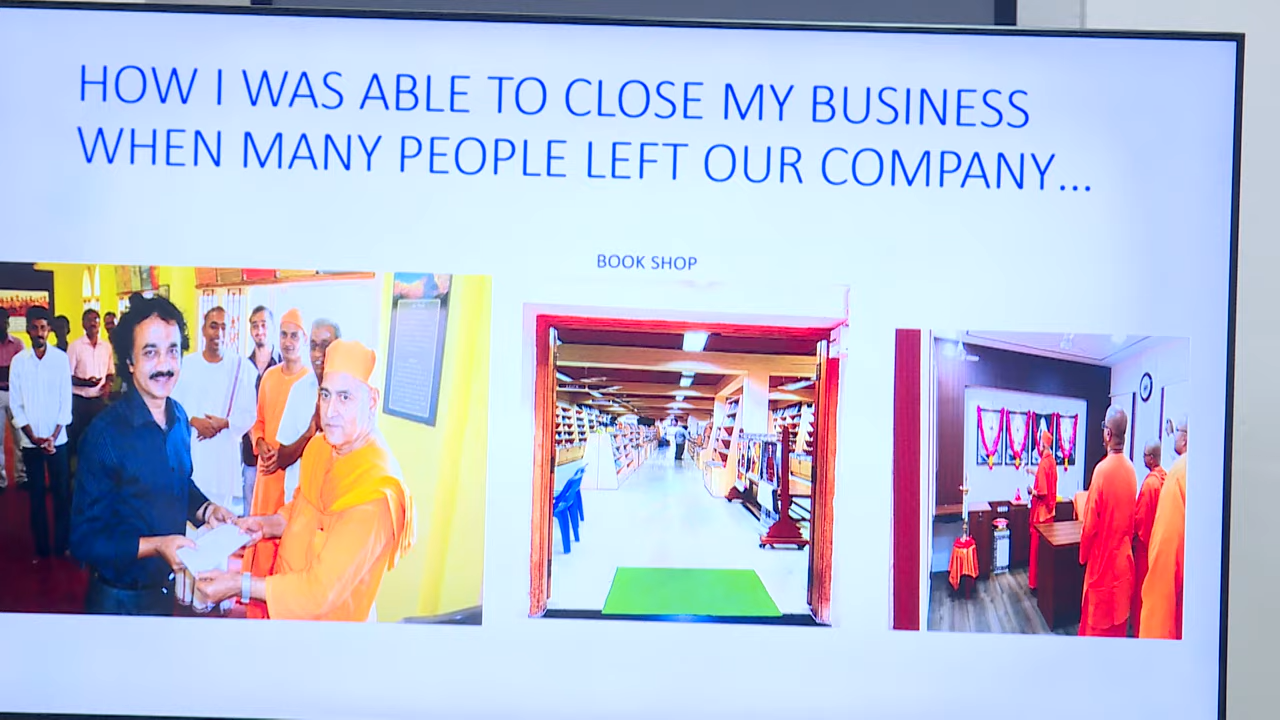 HOW I WAS ABLE TO CLOSE MY BUSINESS
WHEN MANY PEOPLE LEFT OUR COMPANY...
BOOK SHOP